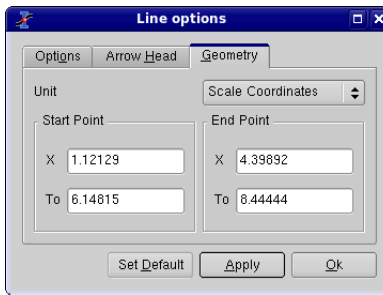 Line options
Options Arrow Head Geometry
Unit Scale Coordinates
Start Point End Point
X 1.12129 X 4.39892
To 6.14815 To 8.44444
Set Default Apply Ok